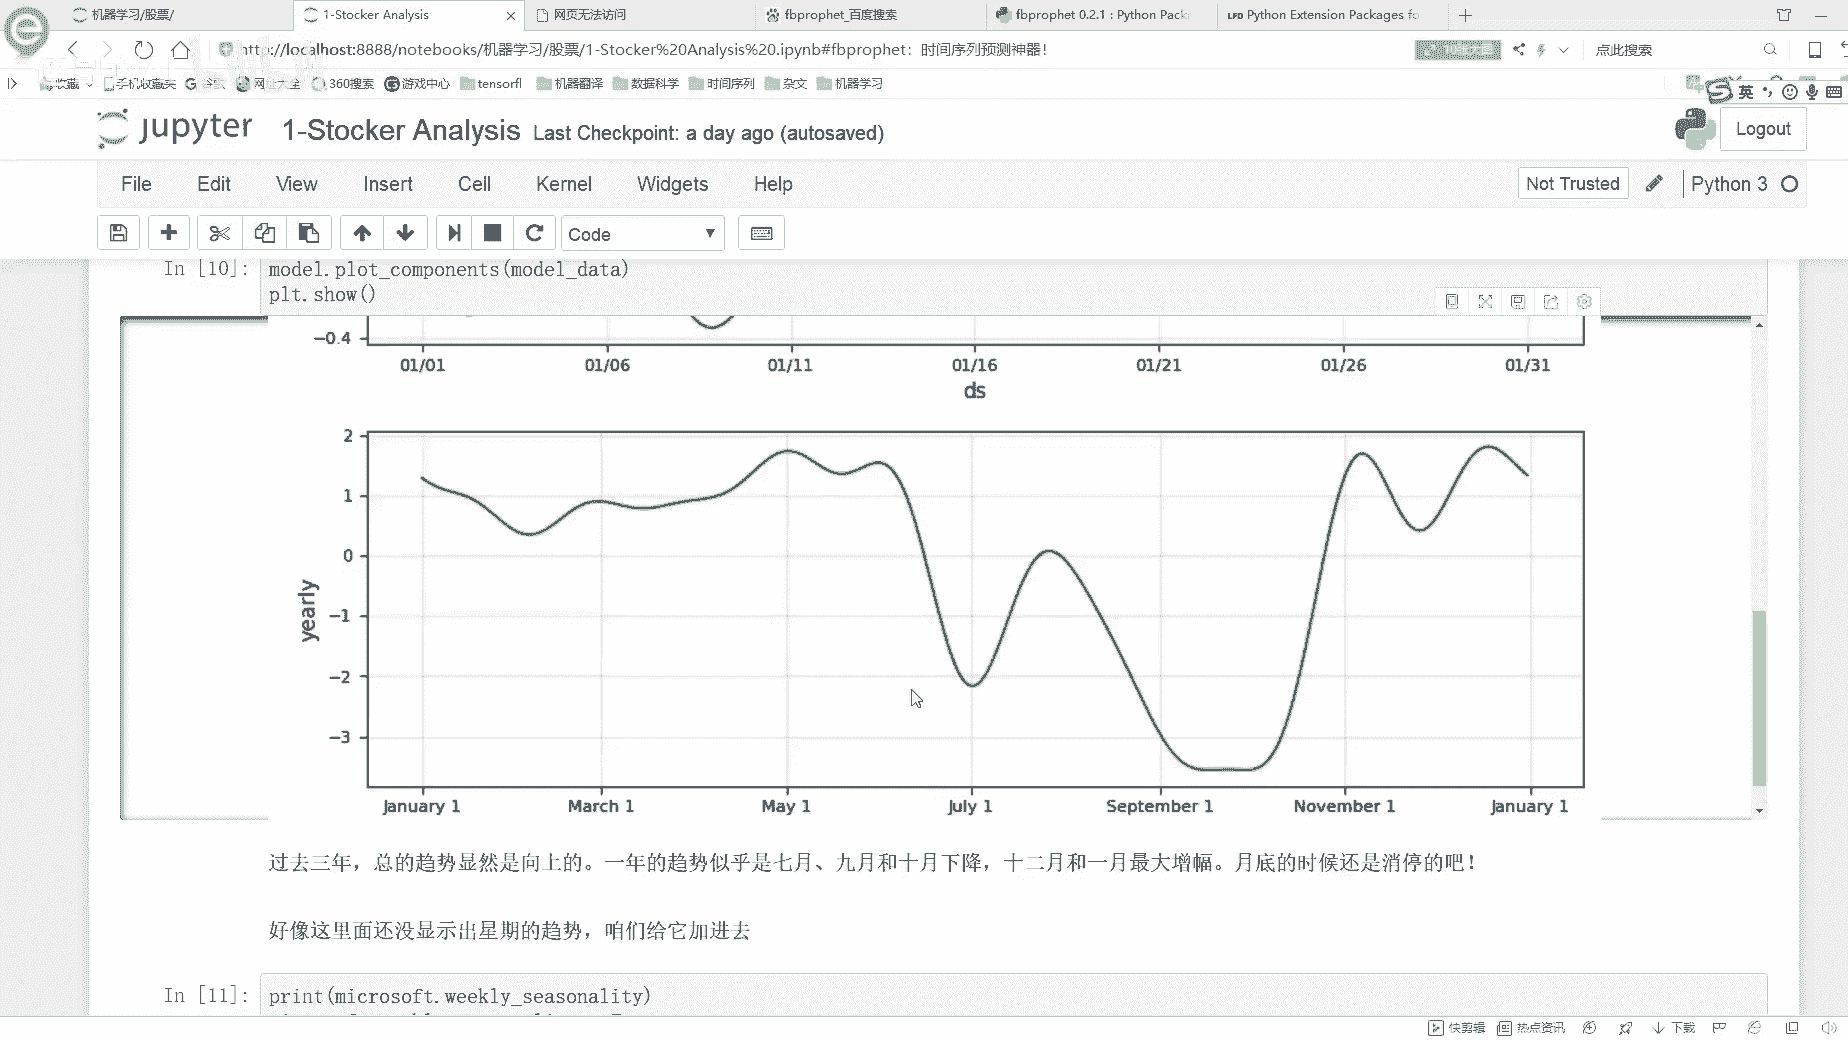 机器学习/股票/
1-Stocker Analysis
网页无法访问
fbprophet_百度搜索
fbprophet 0.2.1 : Python Pack
LFD Python Extension Packages fo
http://localhost:8888/notebooks/机器学习/股票/1-Stocker%20Analysis%20.ipynb#fbprophet：时间序列预测神器!
点此搜索
收藏 手机收藏夹 谷歌 网址大全 360搜索 游戏中心 tensorfl 机器翻译 数据科学 时间序列 杂文 机器学习
英
jupyter 1-Stocker Analysis Last Checkpoint: a day ago (autosaved)
Logout
File Edit View Insert Cell Kernel Widgets Help
Not Trusted
Python 3
Code
In [10]: model.plot_components(model_data)
plt.show()
−0.4
01/01 01/06 01/11 01/16 01/21 01/26 01/31
ds
2
1
0
−1
−2
−3
yearly
January 1 March 1 May 1 July 1 September 1 November 1 January 1
过去三年，总的趋势显然是向上的。一年的趋势似乎是七月、九月和十月下降，十二月和一月最大增幅。月底的时候还是消停的吧！
好像这里面还没显示出星期的趋势，咱们给它加进去
In [11]: print(microsoft.weekly_seasonality)
快剪辑 热点资讯 下载